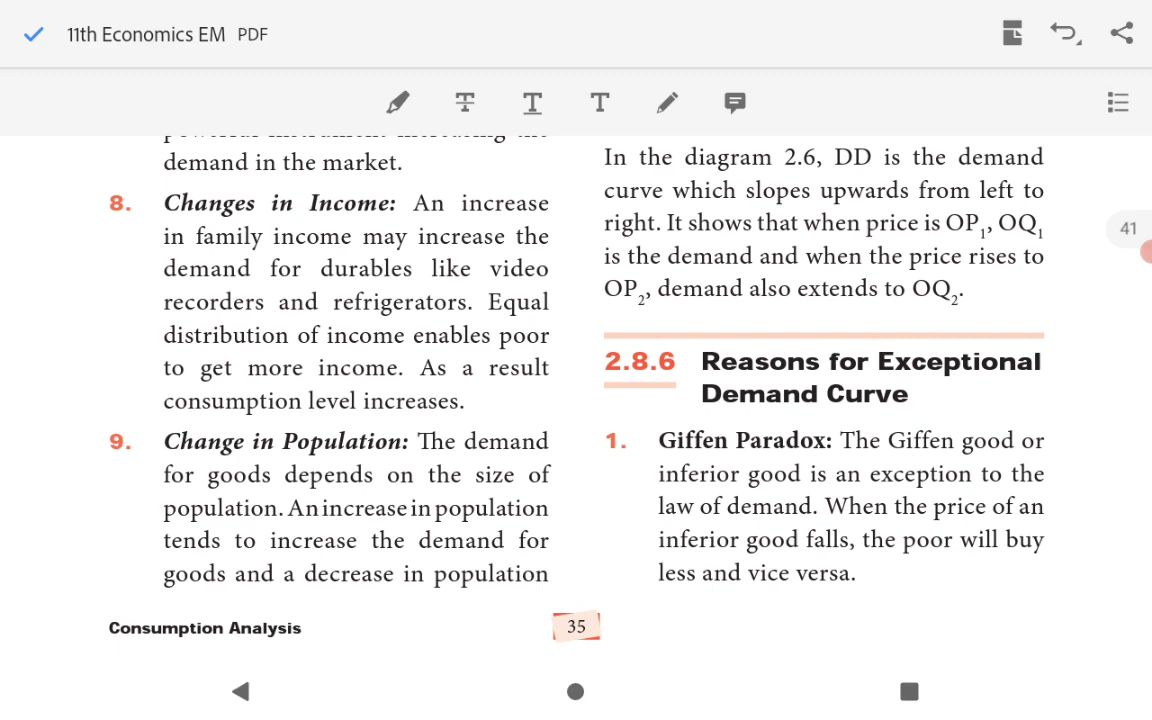 11th Economics EM PDF
demand in the market.
8. Changes in Income: An increase
in family income may increase the
demand for durables like video
recorders and refrigerators. Equal
distribution of income enables poor
to get more income. As a result
consumption level increases.
9. Change in Population: The demand
for goods depends on the size of
population. An increase in population
tends to increase the demand for
goods and a decrease in population
In the diagram 2.6, DD is the demand
curve which slopes upwards from left to
right. It shows that when price is OP₁, OQ₁
is the demand and when the price rises to
OP₂, demand also extends to OQ₂.
2.8.6 Reasons for Exceptional
Demand Curve
1. Giffen Paradox: The Giffen good or
inferior good is an exception to the
law of demand. When the price of an
inferior good falls, the poor will buy
less and vice versa.
41
Consumption Analysis
35